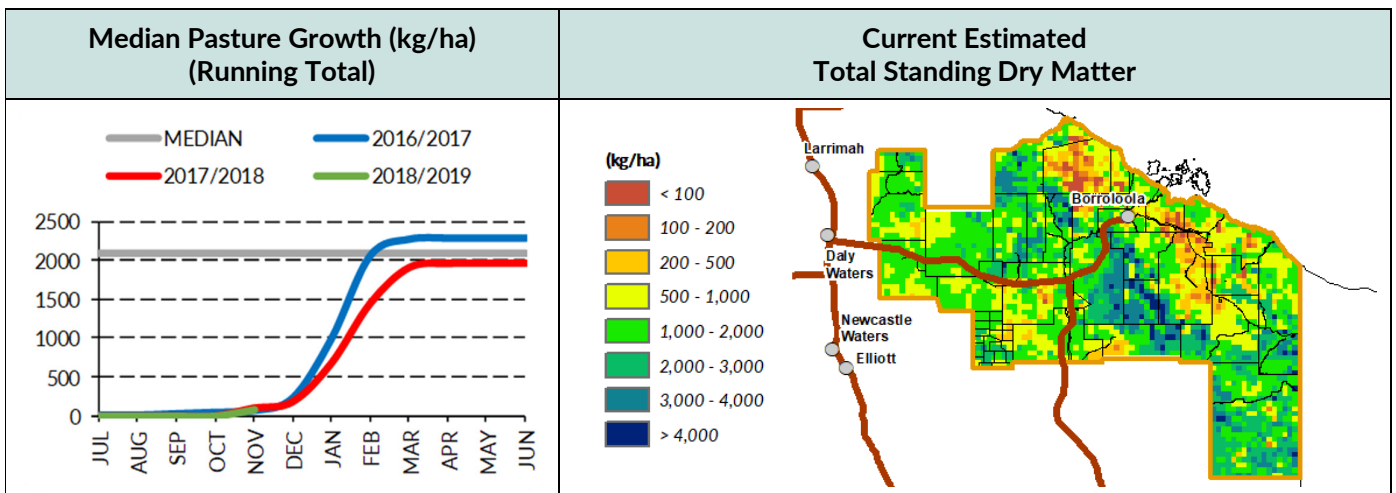 Median Pasture Growth (kg/ha)
(Running Total)
Current Estimated
Total Standing Dry Matter
MEDIAN
2016/2017
2017/2018
2018/2019
2500
2000
1500
1000
500
0
JUL
AUG
SEP
OCT
NOV
DEC
JAN
FEB
MAR
APR
MAY
JUN
(kg/ha)
< 100
100 - 200
200 - 500
500 - 1,000
1,000 - 2,000
2,000 - 3,000
3,000 - 4,000
> 4,000
Larrimah
Borroloola
Daly
Waters
Newcastle
Waters
Elliott